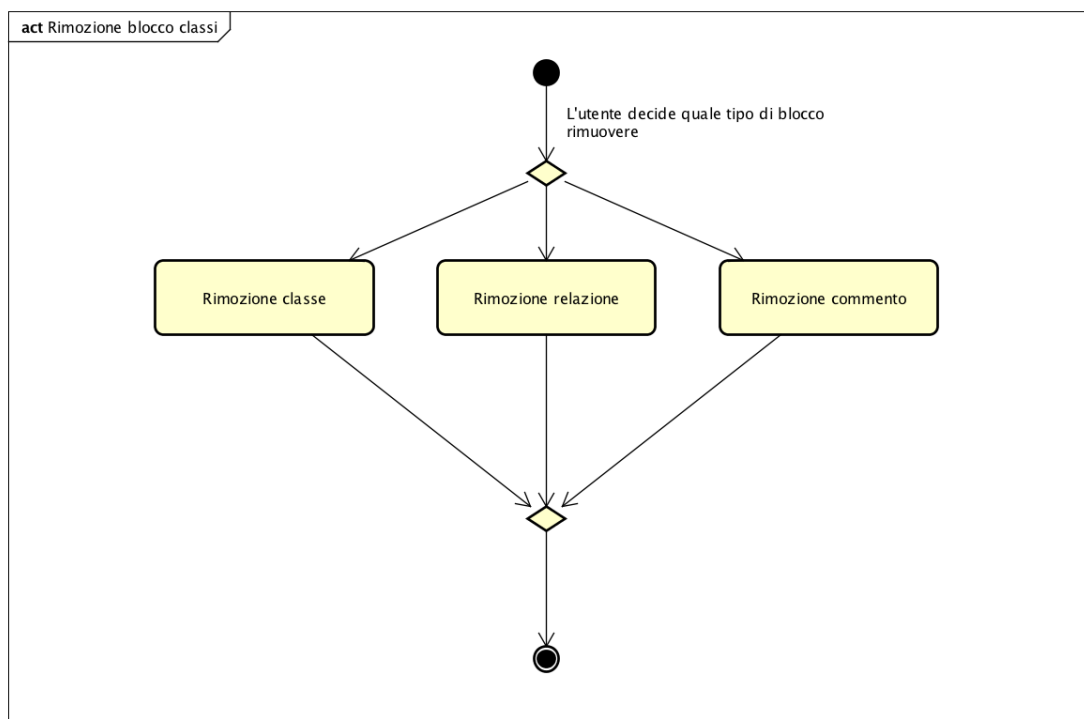 act Rimozione blocco classi
L'utente decide quale tipo di blocco
rimuovere
Rimozione classe
Rimozione relazione
Rimozione commento